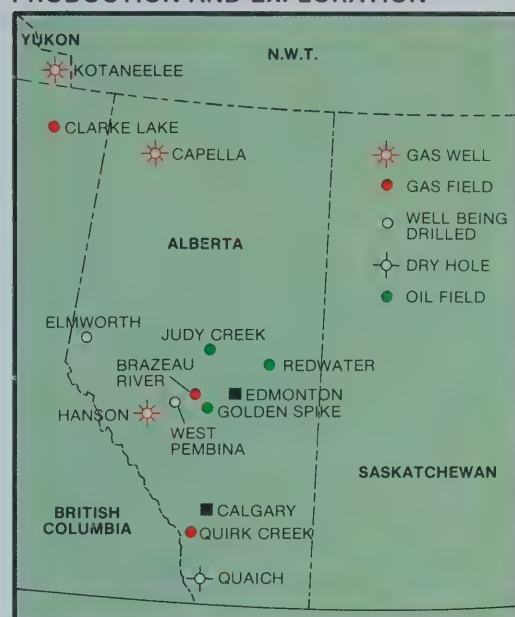 PRODUCTION AND EXPLORATION
YUKON
N.W.T.
KOTANEELEE
CLARKE LAKE
CAPELLA
GAS WELL
GAS FIELD
WELL BEING
DRILLED
DRY HOLE
OIL FIELD
ALBERTA
ELMWORTH
JUDY CREEK
BRAZEAU
RIVER
REDWATER
EDMONTON
HANSON
GOLDEN SPIKE
WEST
PEMBINA
SASKATCHEWAN
BRITISH
COLUMBIA
CALGARY
QUIRK CREEK
QUAICH